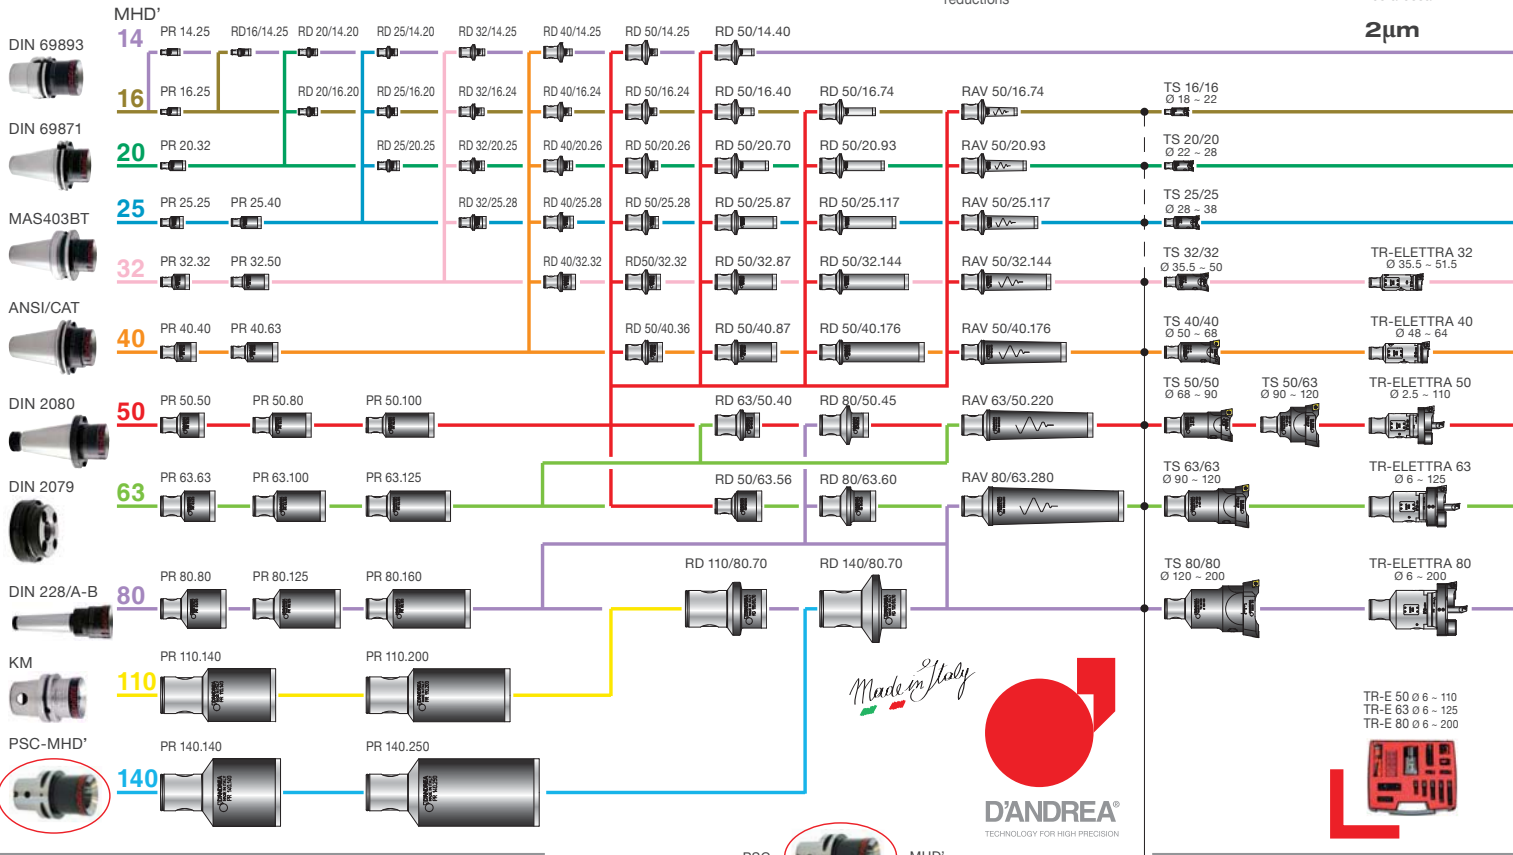 reductions
MHD'
2µm
DIN 69893
14
PR 14.25
RD16/14.25
RD 20/14.20
RD 25/14.20
RD 32/14.25
RD 40/14.25
RD 50/14.25
RD 50/14.40
16
PR 16.25
RD 20/16.20
RD 25/16.20
RD 32/16.24
RD 40/16.24
RD 50/16.24
RD 50/16.40
RD 50/16.74
RAV 50/16.74
TS 16/16
Ø 18 ~ 22
DIN 69871
20
PR 20.32
RD 25/20.25
RD 32/20.25
RD 40/20.26
RD 50/20.26
RD 50/20.70
RD 50/20.93
RAV 50/20.93
TS 20/20
Ø 22 ~ 28
25
PR 25.25
PR 25.40
RD 32/25.28
RD 40/25.28
RD 50/25.28
RD 50/25.87
RD 50/25.117
RAV 50/25.117
TS 25/25
Ø 28 ~ 38
MAS403BT
32
PR 32.32
PR 32.50
RD 40/32.32
RD50/32.32
RD 50/32.87
RD 50/32.144
RAV 50/32.144
TS 32/32
Ø 35.5 ~ 50
TR-ELETTRA 32
Ø 35.5 ~ 51.5
ANSI/CAT
40
PR 40.40
PR 40.63
RD 50/40.36
RD 50/40.87
RD 50/40.176
RAV 50/40.176
TS 40/40
Ø 50 ~ 68
TR-ELETTRA 40
Ø 48 ~ 64
DIN 2080
50
PR 50.50
PR 50.80
PR 50.100
RD 63/50.40
RD 80/50.45
RAV 63/50.220
TS 50/50
Ø 68 ~ 90
TS 50/63
Ø 90 ~ 120
TR-ELETTRA 50
Ø 2.5 ~ 110
DIN 2079
63
PR 63.63
PR 63.100
PR 63.125
RD 50/63.56
RD 80/63.60
RAV 80/63.280
TS 63/63
Ø 90 ~ 120
TR-ELETTRA 63
Ø 6 ~ 125
DIN 228/A-B
80
PR 80.80
PR 80.125
PR 80.160
RD 110/80.70
RD 140/80.70
TS 80/80
Ø 120 ~ 200
TR-ELETTRA 80
Ø 6 ~ 200
KM
110
PR 110.140
PR 110.200
Made in Italy
PSC-MHD'
140
PR 140.140
PR 140.250
D'ANDREA®
TECHNOLOGY FOR HIGH PRECISION
TR-E 50 Ø 6 ~ 110
TR-E 63 Ø 6 ~ 125
TR-E 80 Ø 6 ~ 200